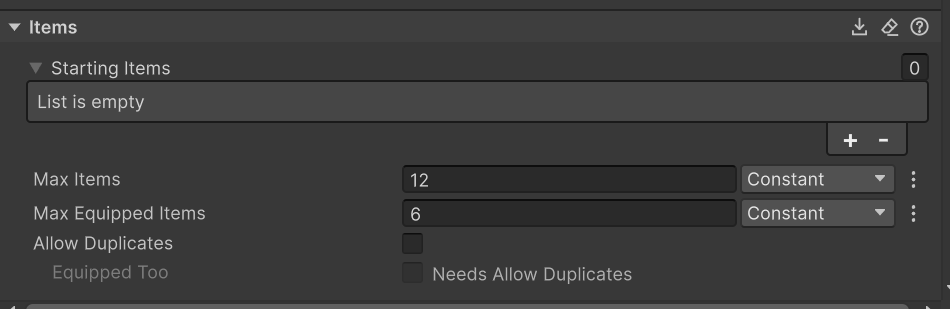 Items
Starting Items 0
List is empty
+ -
Max Items 12 Constant
Max Equipped Items 6 Constant
Allow Duplicates
Equipped Too Needs Allow Duplicates